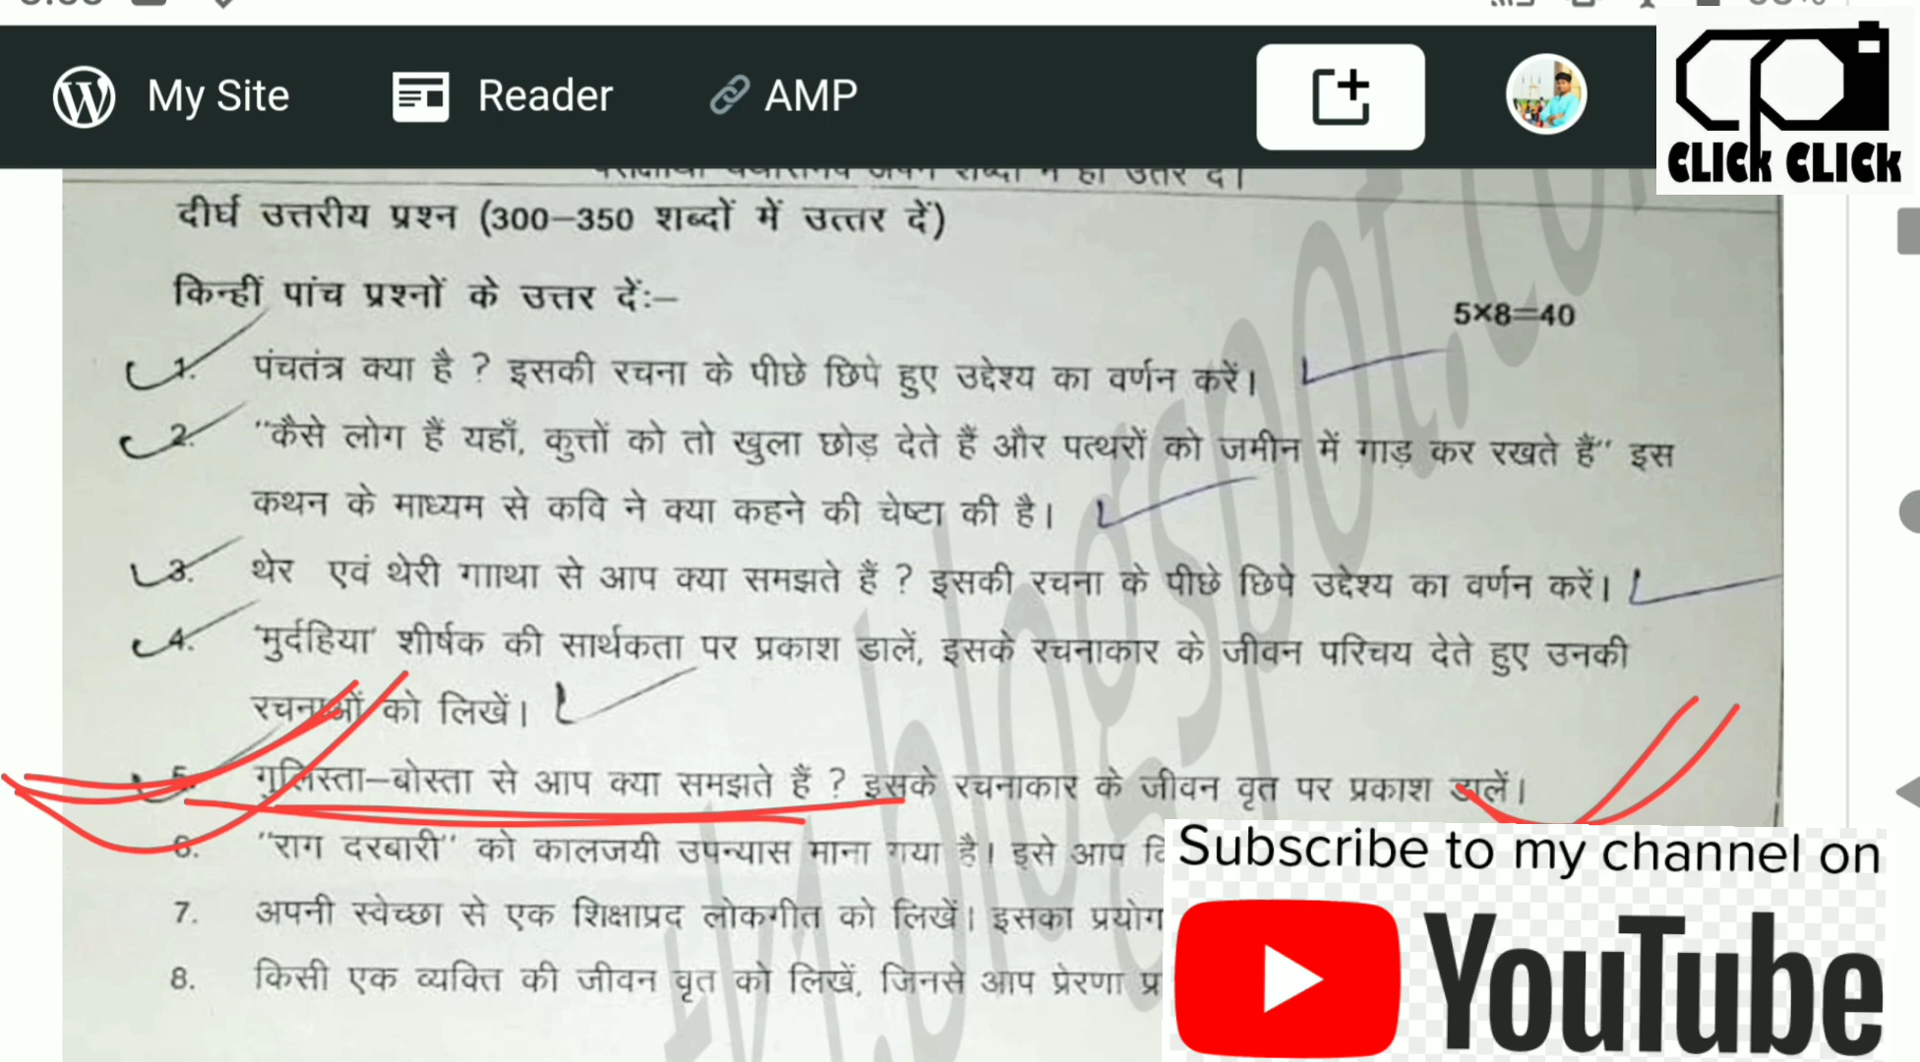 My Site
Reader
AMP
CLICK CLICK
दीर्घ उत्तरीय प्रश्न (300–350 शब्दों में उत्तर दें)
किन्हीं पांच प्रश्नों के उत्तर दें:–
5×8=40
1. पंचतंत्र क्या है ? इसकी रचना के पीछे छिपे हुए उद्देश्य का वर्णन करें।
2. "कैसे लोग हैं यहाँ, कुत्तों को तो खुला छोड़ देते हैं और पत्थरों को जमीन में गाड़ कर रखते हैं" इस
कथन के माध्यम से कवि ने क्या कहने की चेष्टा की है।
3. थेर एवं थेरी गााथा से आप क्या समझते हैं ? इसकी रचना के पीछे छिपे उद्देश्य का वर्णन करें।
4. 'मुर्दहिया' शीर्षक की सार्थकता पर प्रकाश डालें, इसके रचनाकार के जीवन परिचय देते हुए उनकी
रचनाओं को लिखें।
5. गुलिस्ता–बोस्ता से आप क्या समझते हैं ? इसके रचनाकार के जीवन वृत पर प्रकाश डालें।
6. "राग दरबारी" को कालजयी उपन्यास माना गया है। इसे आप
7. अपनी स्वेच्छा से एक शिक्षाप्रद लोकगीत को लिखें। इसका प्रयोग
8. किसी एक व्यक्ति की जीवन वृत को लिखें, जिनसे आप प्रेरणा
Subscribe to my channel on
YouTube